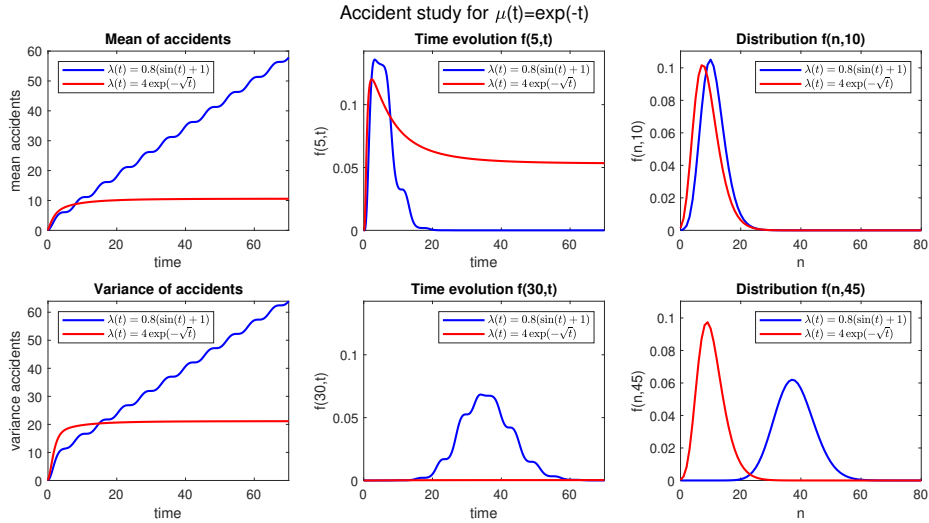 Accident study for μ(t)=exp(-t)
Mean of accidents
λ(t) = 0.8(sin(t) + 1)
λ(t) = 4 exp(−√t)
mean accidents
60
50
40
30
20
10
0
0 20 40 60
time
Time evolution f(5,t)
λ(t) = 0.8(sin(t) + 1)
λ(t) = 4 exp(−√t)
f(5,t)
0.1
0.05
0
0 20 40 60
time
Distribution f(n,10)
λ(t) = 0.8(sin(t) + 1)
λ(t) = 4 exp(−√t)
f(n,10)
0.1
0.08
0.06
0.04
0.02
0
0 20 40 60 80
n
Variance of accidents
λ(t) = 0.8(sin(t) + 1)
λ(t) = 4 exp(−√t)
variance accidents
60
50
40
30
20
10
0
0 20 40 60
time
Time evolution f(30,t)
λ(t) = 0.8(sin(t) + 1)
λ(t) = 4 exp(−√t)
f(30,t)
0.1
0.05
0
0 20 40 60
time
Distribution f(n,45)
λ(t) = 0.8(sin(t) + 1)
λ(t) = 4 exp(−√t)
f(n,45)
0.1
0.08
0.06
0.04
0.02
0
0 20 40 60 80
n